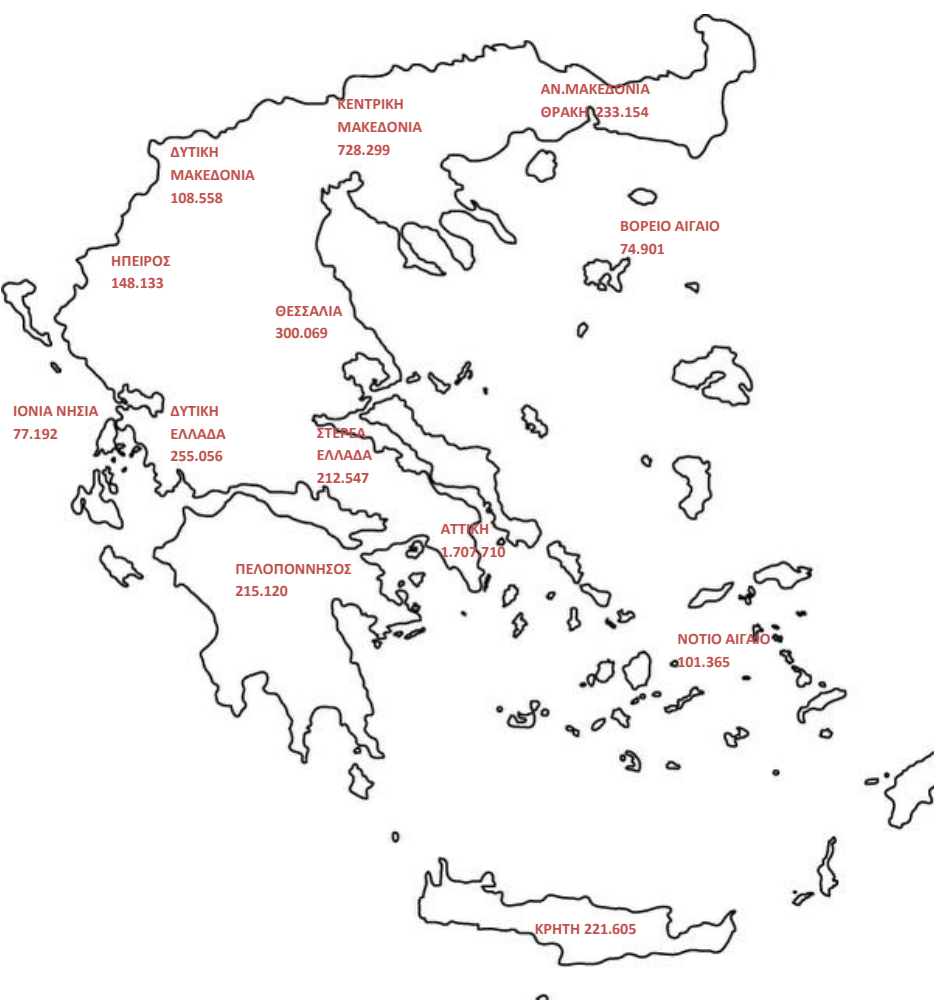 ΑΝ.ΜΑΚΕΔΟΝΙΑ
ΘΡΑΚΗ 233.154
ΚΕΝΤΡΙΚΗ
ΜΑΚΕΔΟΝΙΑ
728.299
ΔΥΤΙΚΗ
ΜΑΚΕΔΟΝΙΑ
108.558
ΒΟΡΕΙΟ ΑΙΓΑΙΟ
74.901
ΗΠΕΙΡΟΣ
148.133
ΘΕΣΣΑΛΙΑ
300.069
ΙΟΝΙΑ ΝΗΣΙΑ
77.192
ΔΥΤΙΚΗ
ΕΛΛΑΔΑ
255.056
ΣΤΕΡΕΑ
ΕΛΛΑΔΑ
212.547
ΑΤΤΙΚΗ
1.707.710
ΠΕΛΟΠΟΝΝΗΣΟΣ
215.120
ΝΟΤΙΟ ΑΙΓΑΙΟ
101.365
ΚΡΗΤΗ 221.605